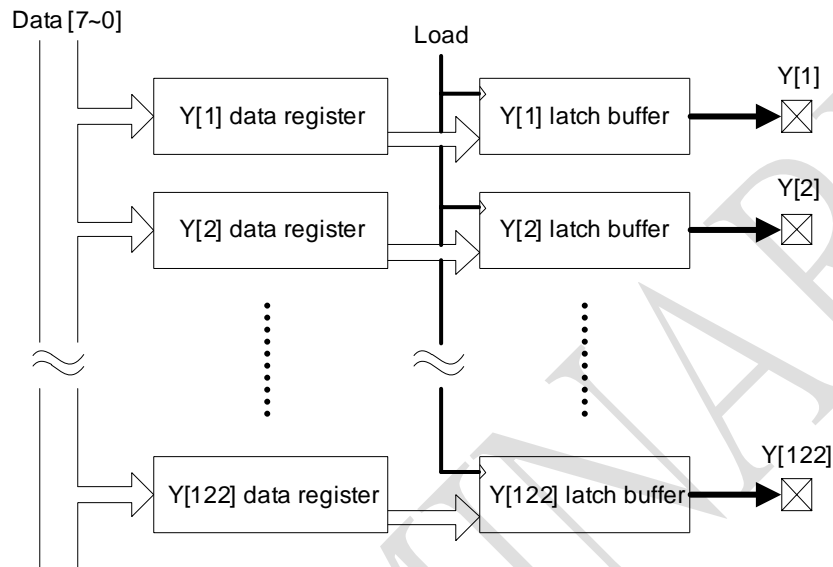 Data [7~0]
Load
Y[1]
Y[1] data register
Y[1] latch buffer
Y[2]
Y[2] data register
Y[2] latch buffer
Y[122]
Y[122] data register
Y[122] latch buffer